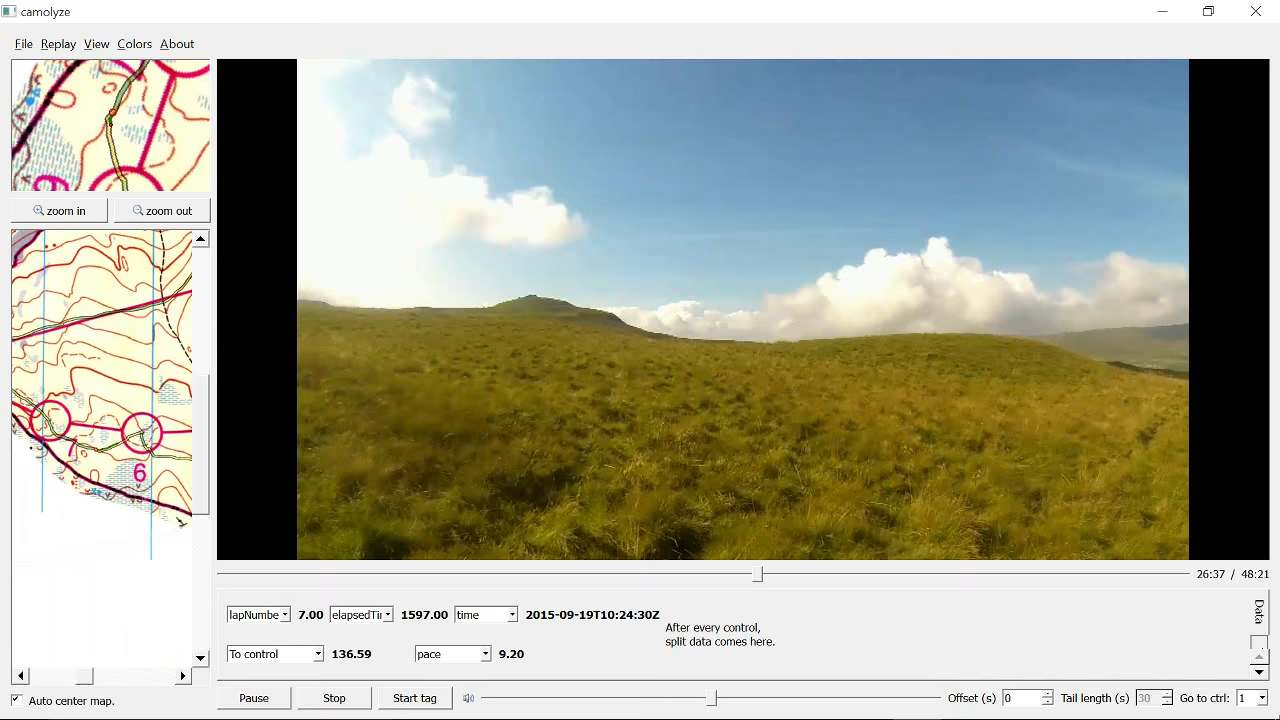 camolyze
File Replay View Colors About
zoom in zoom out
7
6
26:37 / 48:21
lapNumbe 7.00 elapsedTii 1597.00 time 2015-09-19T10:24:30Z
After every control,
split data comes here.
To control 136.59 pace 9.20
Data
Auto center map.
Pause Stop Start tag Offset (s) 0 Tail length (s) 30 Go to ctrl: 1